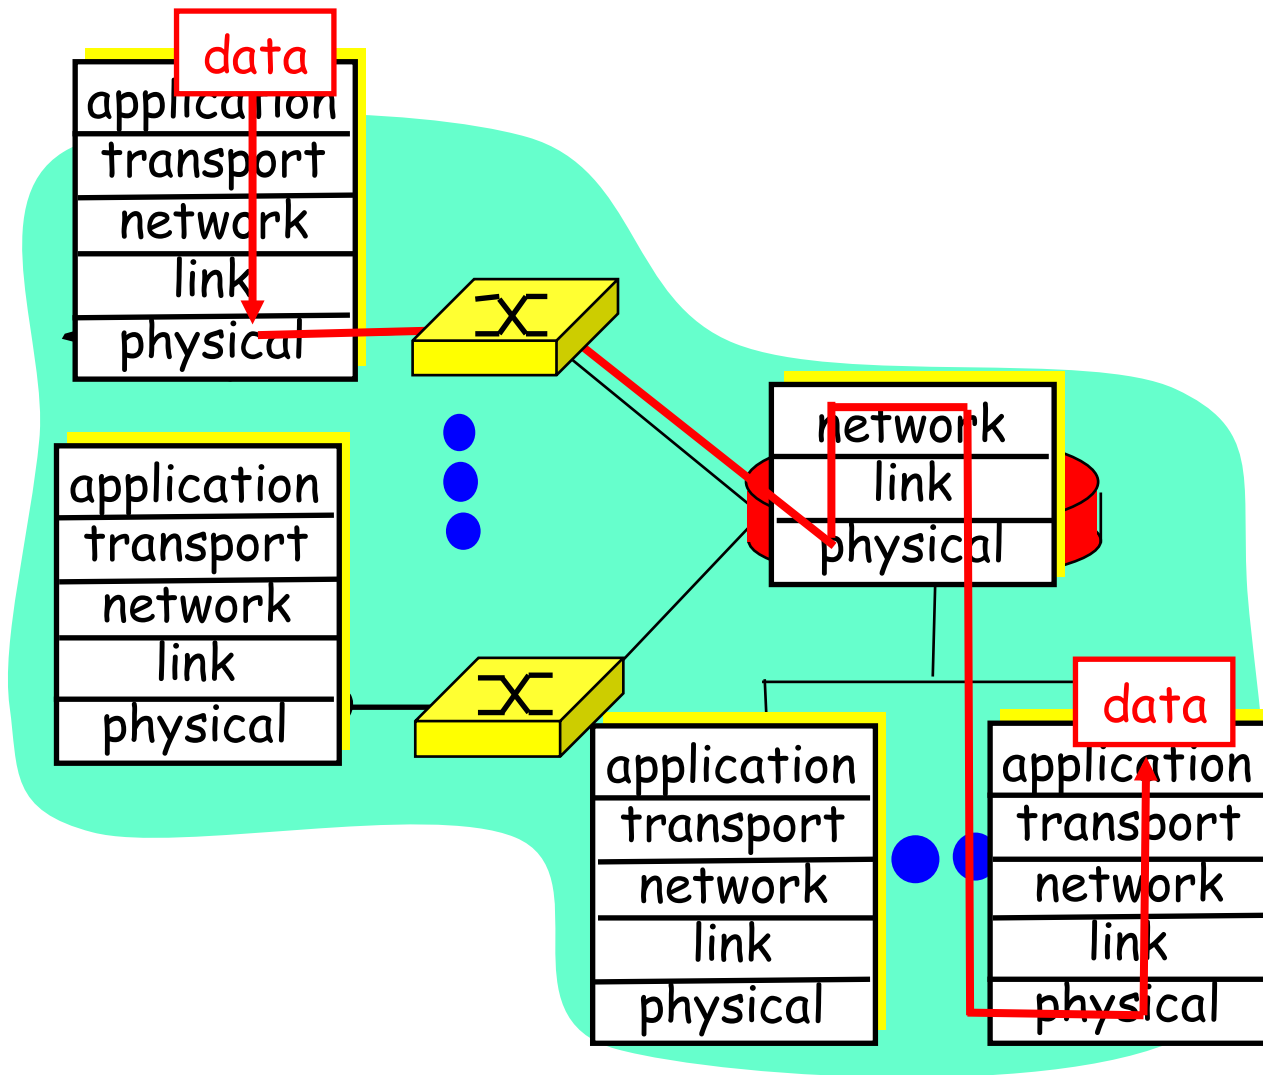 data
application
transport
network
link
physical
application
transport
network
link
physical
network
link
physical
application
transport
network
link
physical
data
application
transport
network
link
physical